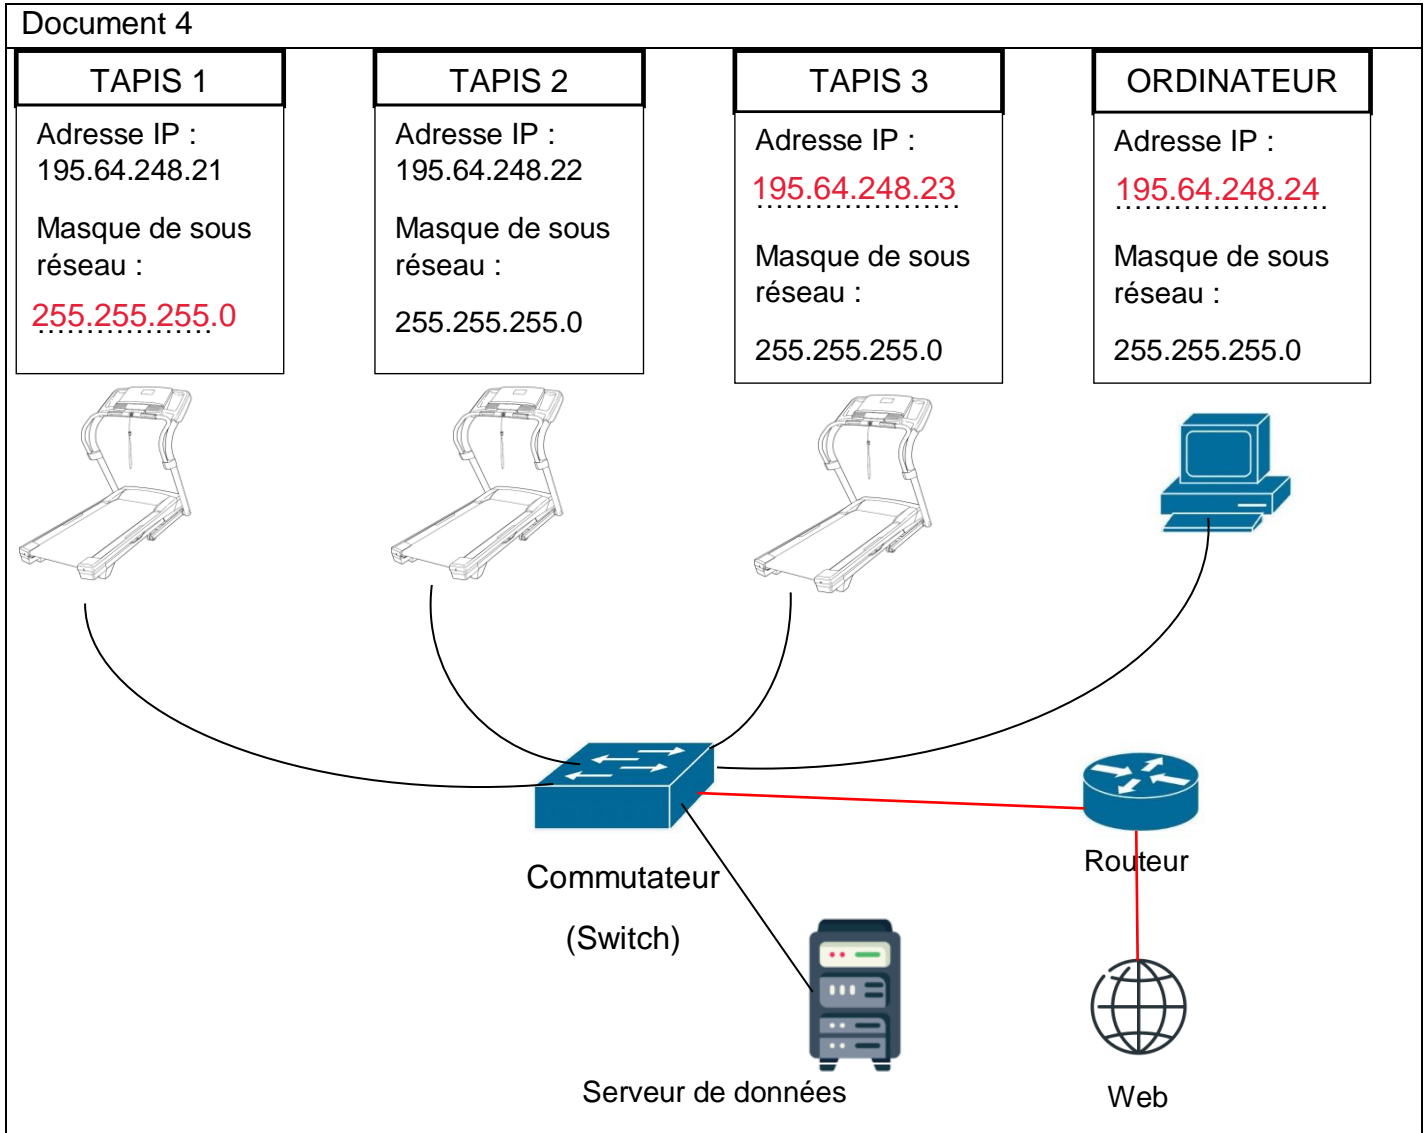 Document 4
TAPIS 1
Adresse IP :
195.64.248.21
Masque de sous
réseau :
255.255.255.0
TAPIS 2
Adresse IP :
195.64.248.22
Masque de sous
réseau :
255.255.255.0
TAPIS 3
Adresse IP :
195.64.248.23
Masque de sous
réseau :
255.255.255.0
ORDINATEUR
Adresse IP :
195.64.248.24
Masque de sous
réseau :
255.255.255.0
Commutateur
(Switch)
Routeur
Serveur de données
Web